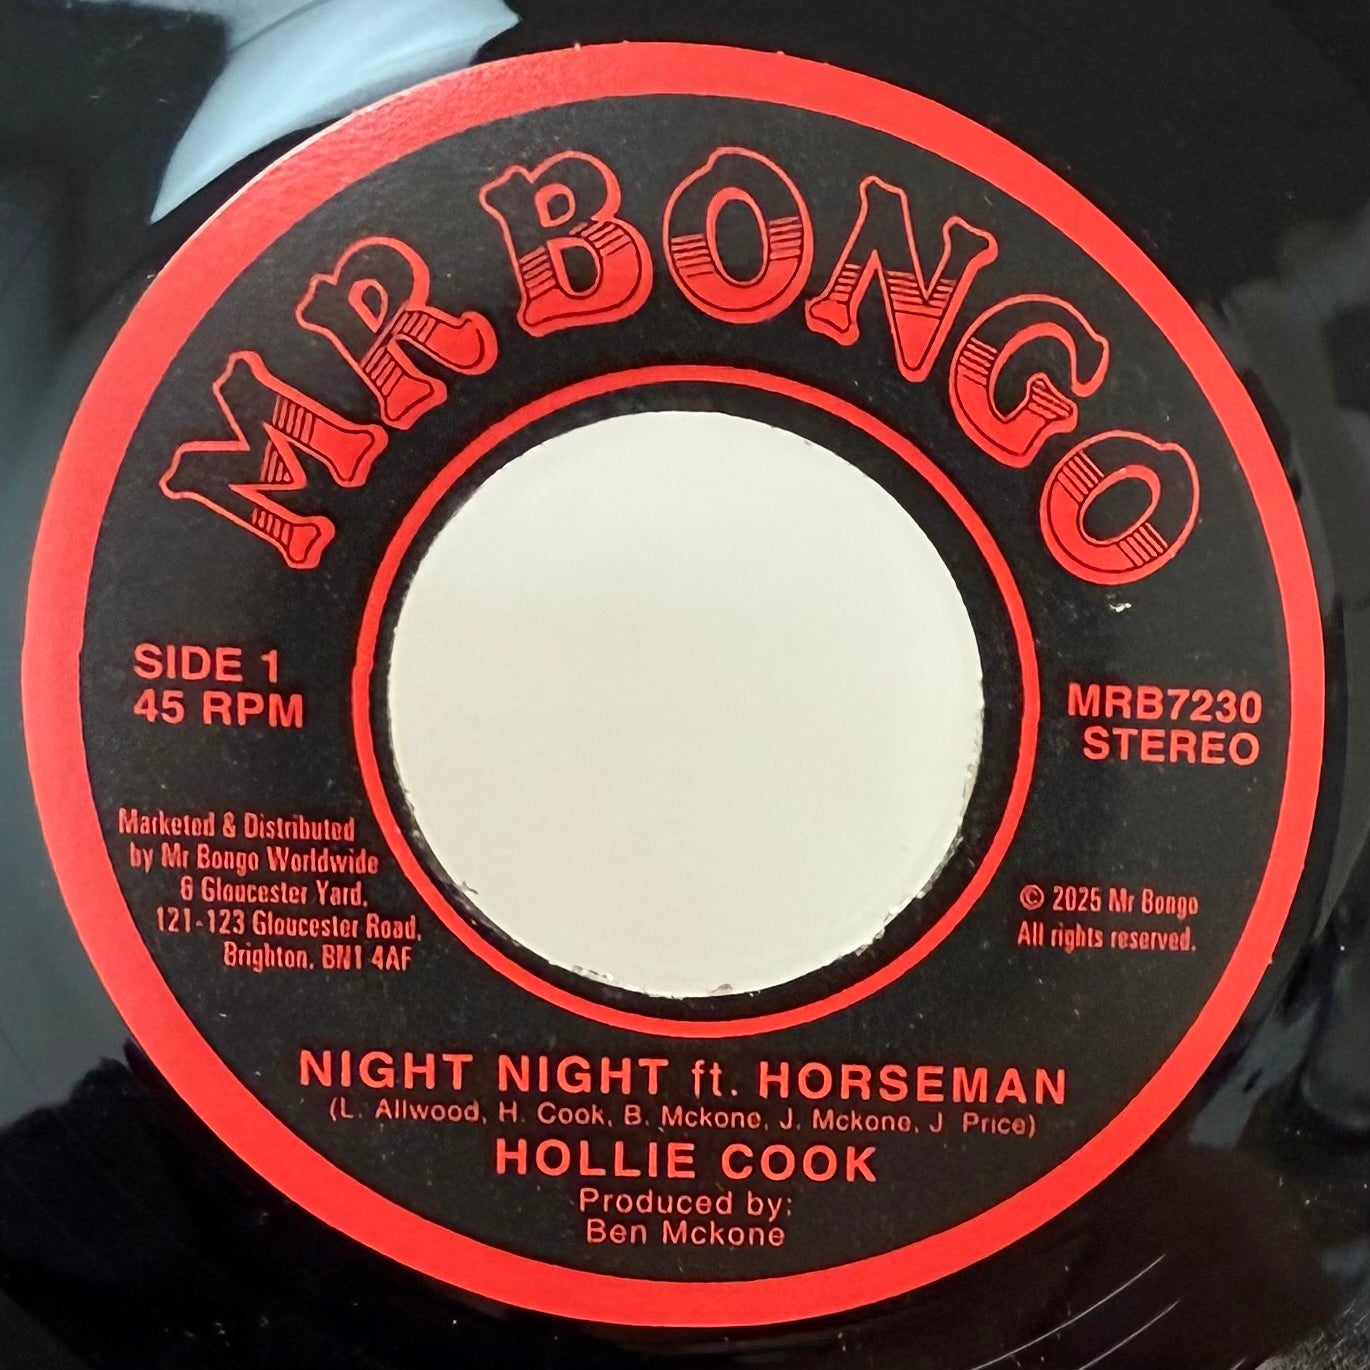 MR BONGO
SIDE 1
45 RPM
MRB7230
STEREO
Marketed & Distributed
by Mr Bongo Worldwide
6 Gloucester Yard,
121-123 Gloucester Road,
Brighton. BN1 4AF
© 2025 Mr Bongo
All rights reserved.
NIGHT NIGHT ft. HORSEMAN
(L. Allwood, H. Cook, B. Mckone, J. Mckone, J Price)
HOLLIE COOK
Produced by:
Ben Mckone